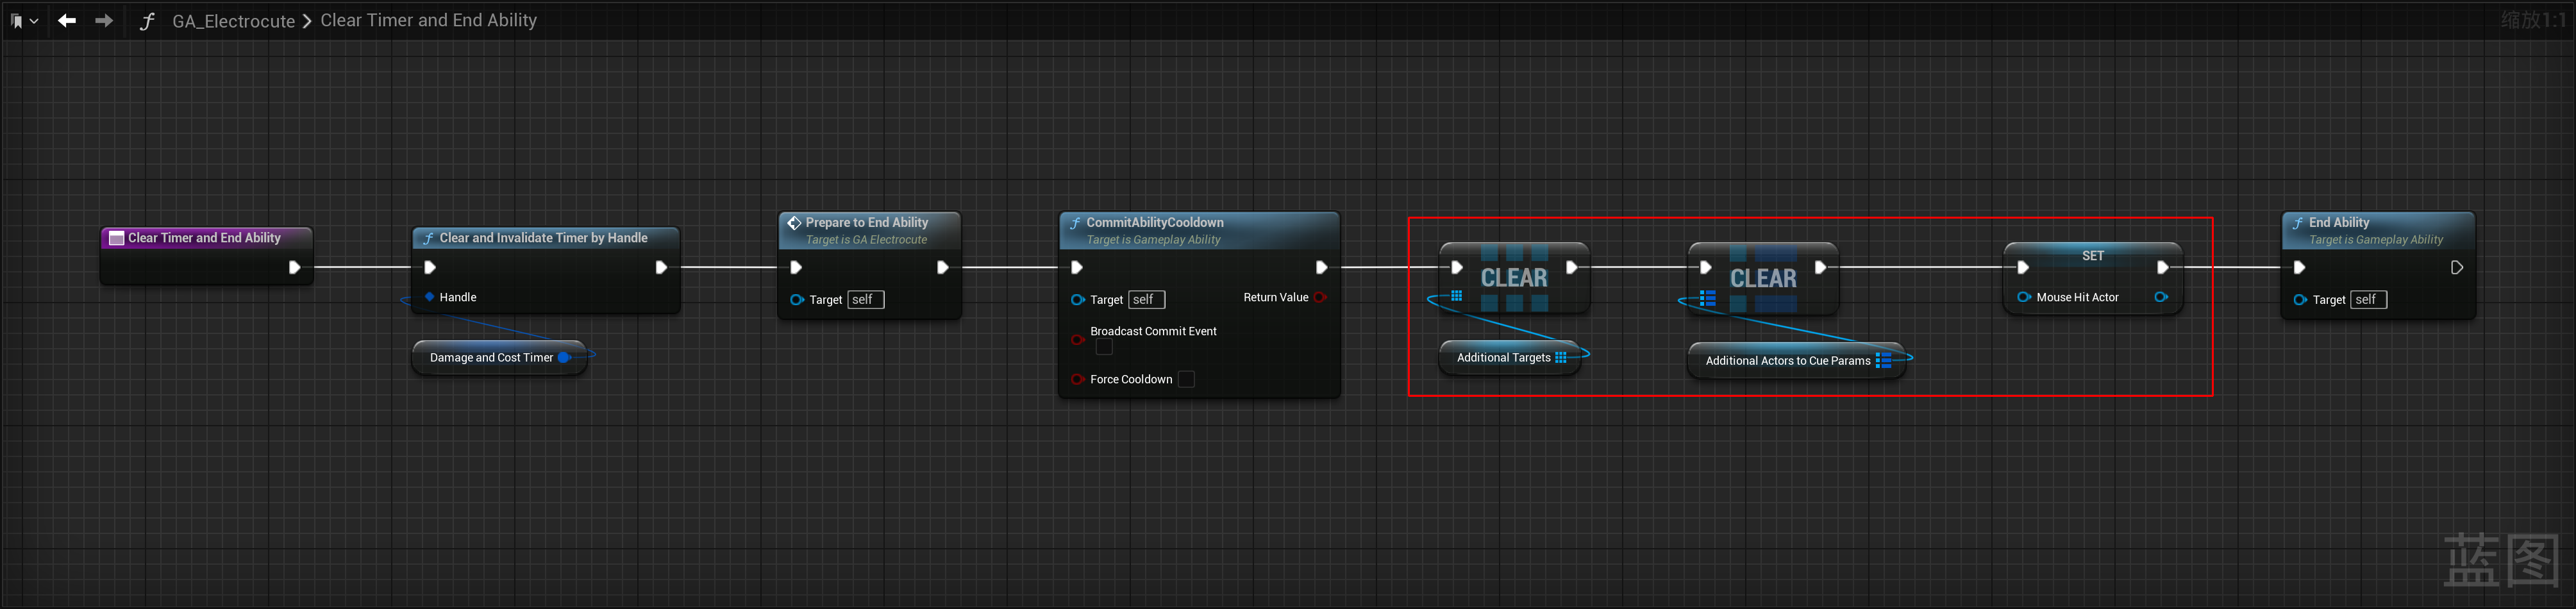 GA_Electrocute > Clear Timer and End Ability
缩放1:1
Clear Timer and End Ability
Clear and Invalidate Timer by Handle
Handle
Damage and Cost Timer
Prepare to End Ability
Target is GA Electrocute
Target self
CommitAbilityCooldown
Target is Gameplay Ability
Target self
Return Value
Broadcast Commit Event
Force Cooldown
CLEAR
Additional Targets
CLEAR
Additional Actors to Cue Params
SET
Mouse Hit Actor
End Ability
Target is Gameplay Ability
Target self
蓝图